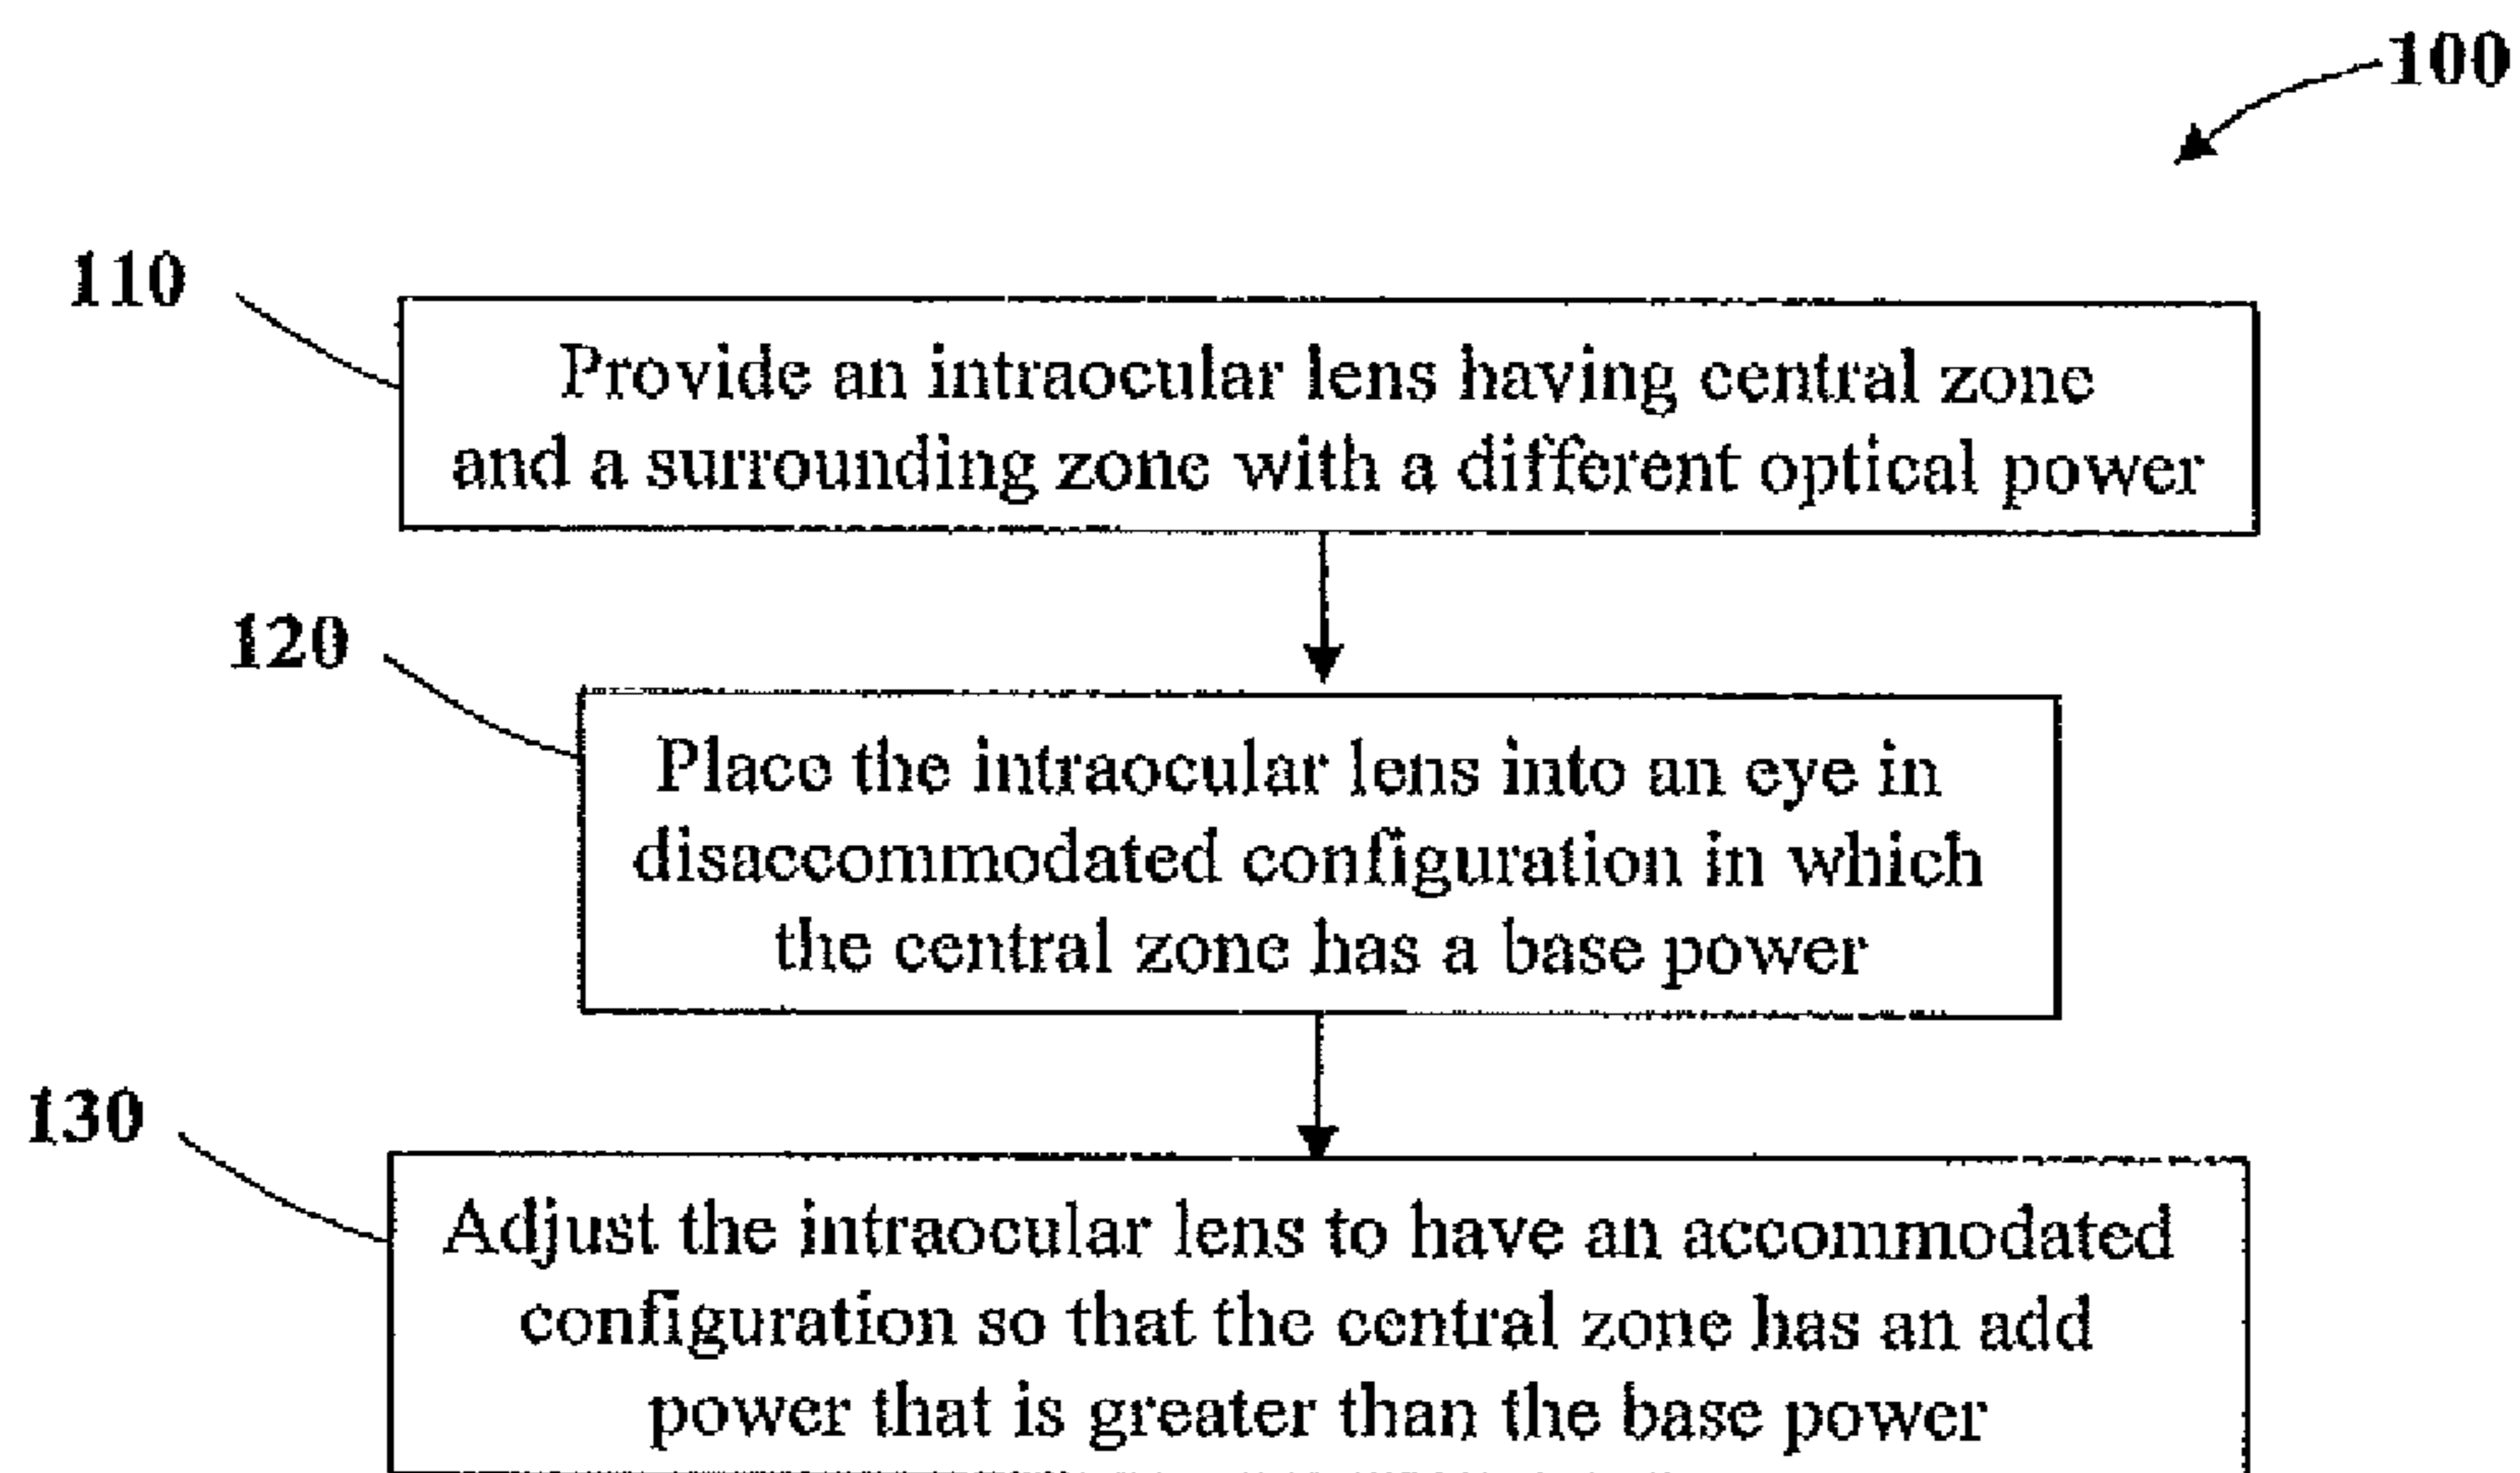 100
110
Provide an intraocular lens having central zone
and a surrounding zone with a different optical power
120
Place the intraocular lens into an eye in
disaccommodated configuration in which
the central zone has a base power
130
Adjust the intraocular lens to have an accommodated
configuration so that the central zone has an add
power that is greater than the base power